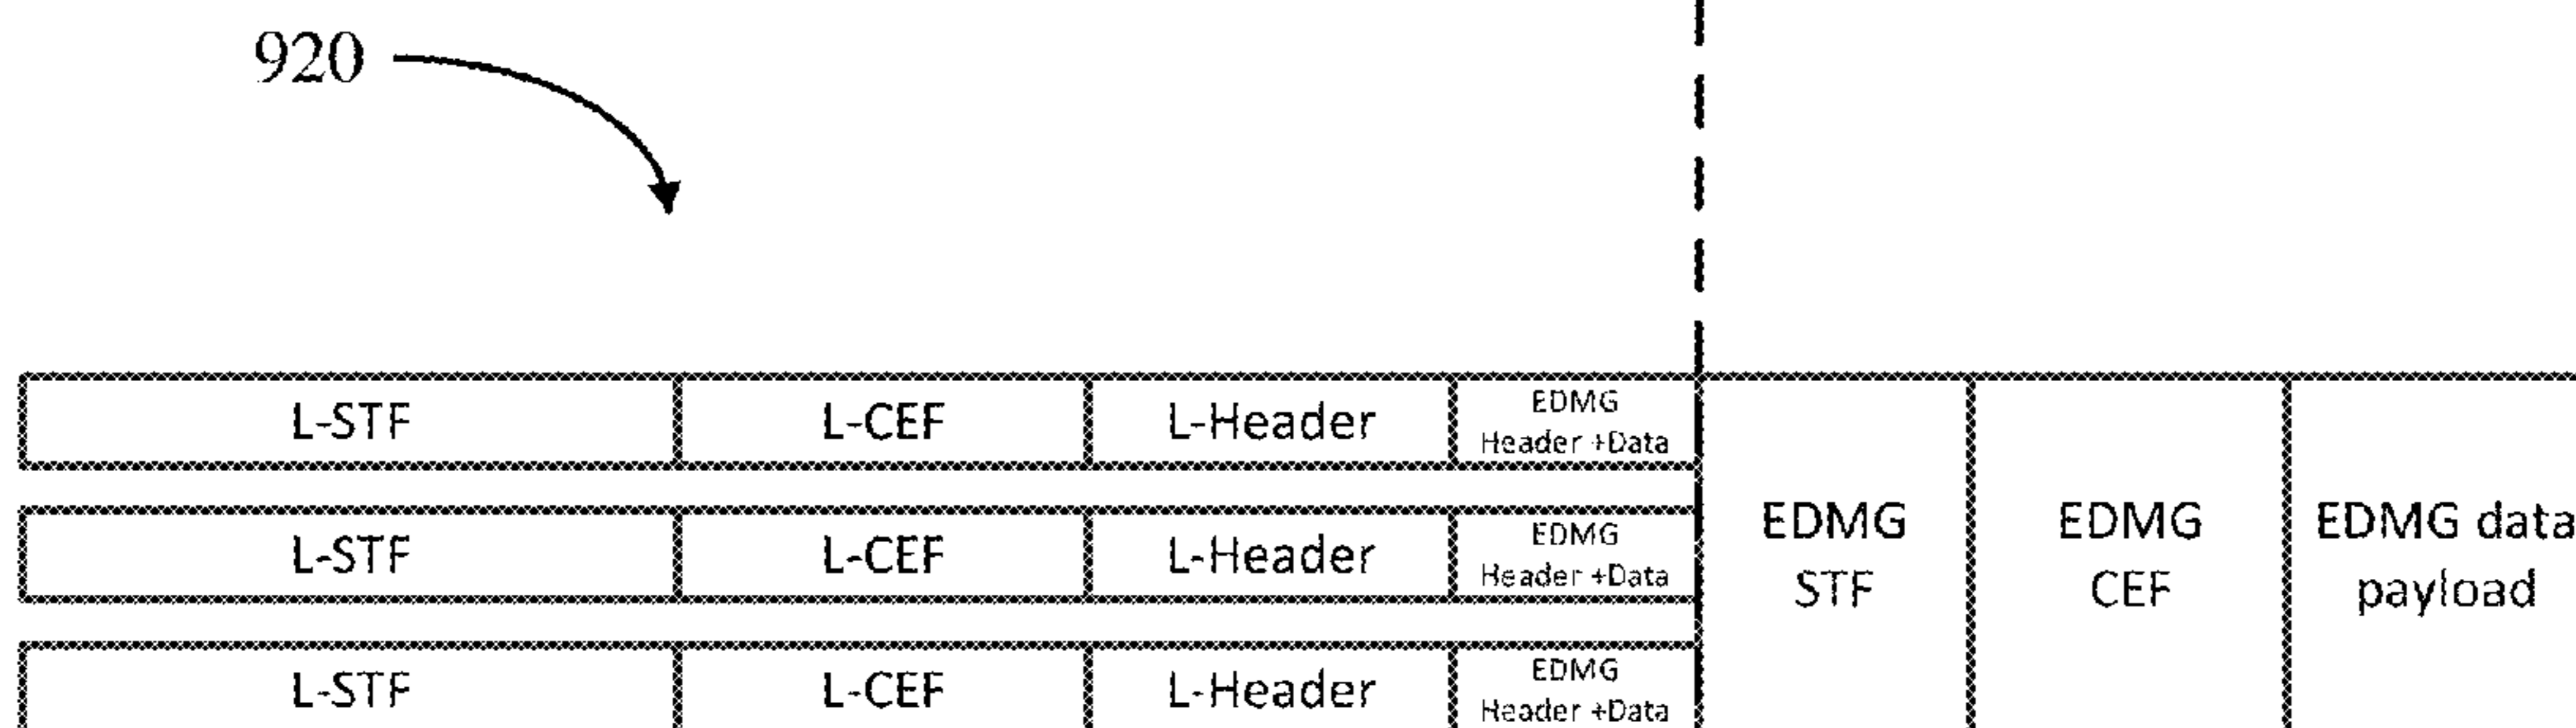 920
L-STF
L-CEF
L-Header
EDMG
Header +Data
L-STF
L-CEF
L-Header
EDMG
Header +Data
L-STF
L-CEF
L-Header
EDMG
Header +Data
EDMG
STF
EDMG
CEF
EDMG data
payload